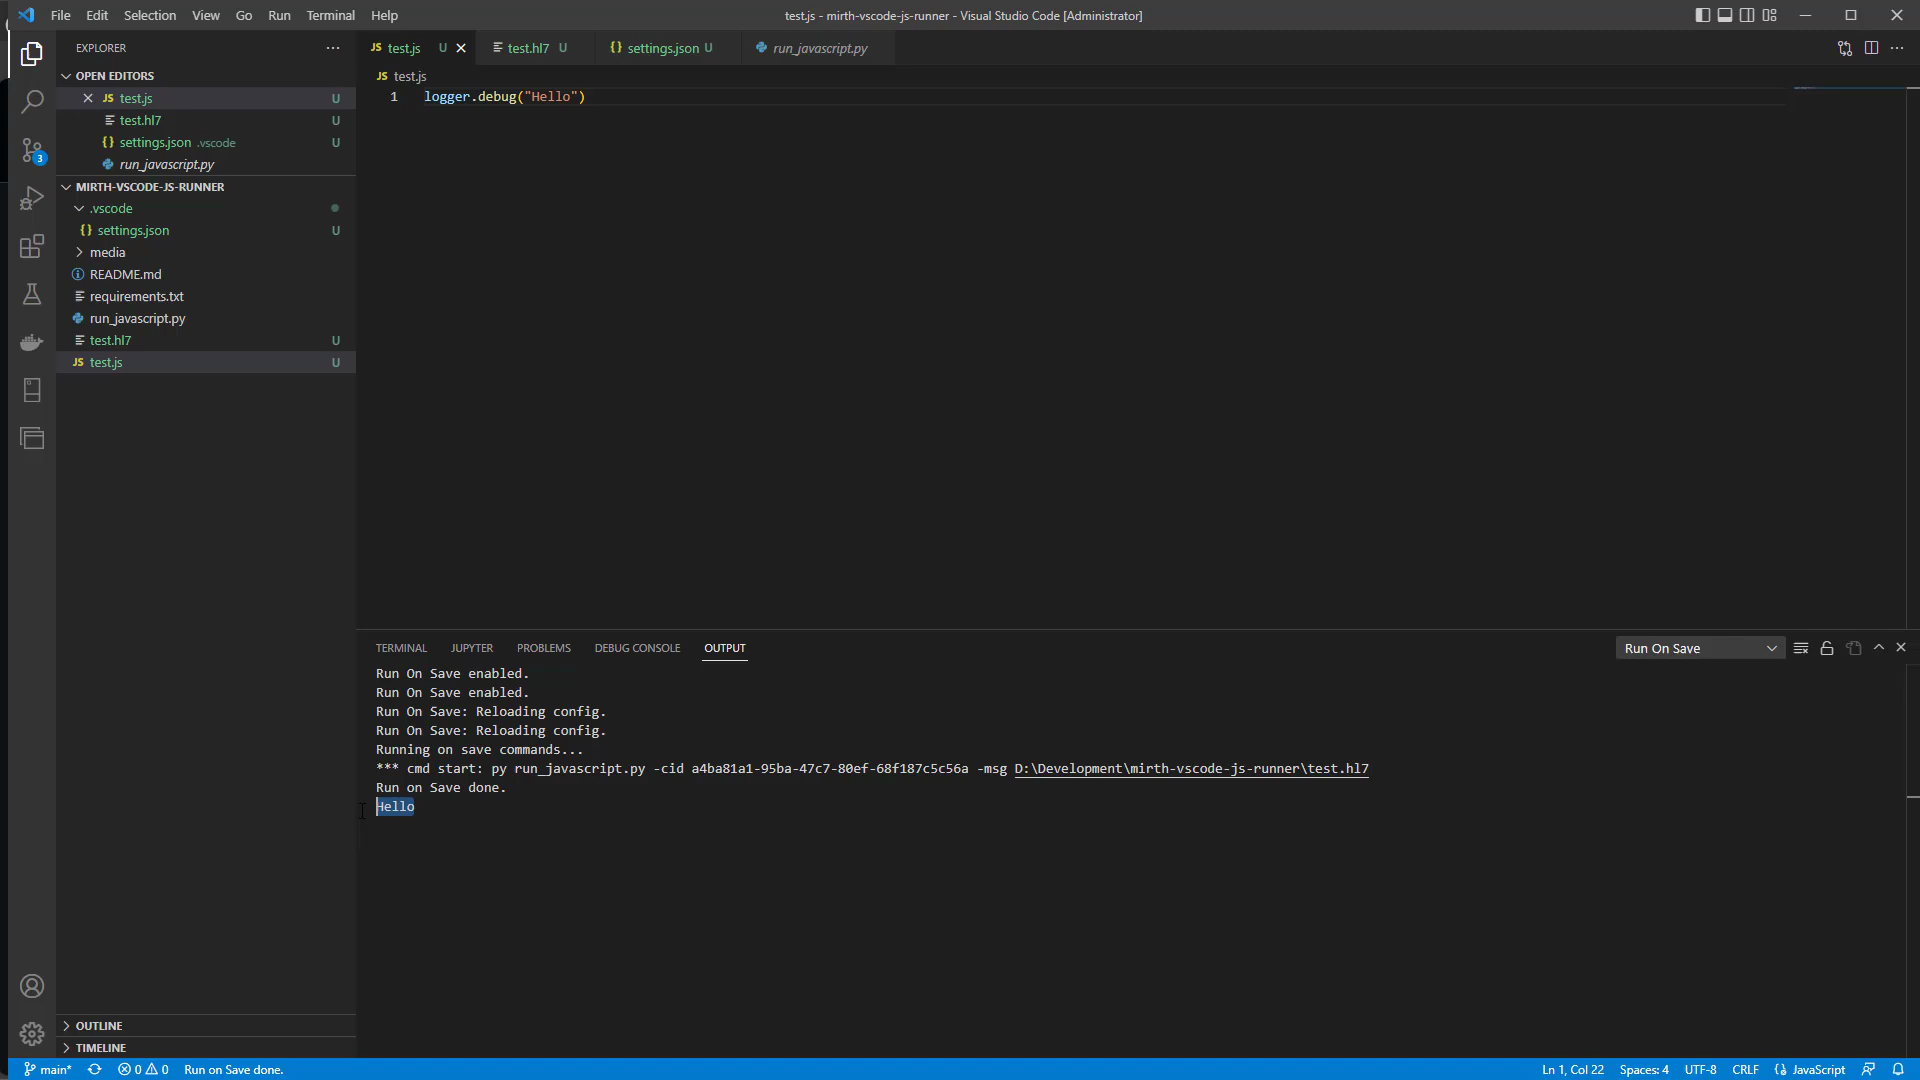 File Edit Selection View Go Run Terminal Help
test.js - mirth-vscode-js-runner - Visual Studio Code [Administrator]
EXPLORER
OPEN EDITORS
JS test.js U
test.hl7 U
{} settings.json .vscode U
run_javascript.py
MIRTH-VSCODE-JS-RUNNER
.vscode
{} settings.json U
media
README.md
requirements.txt
run_javascript.py
test.hl7 U
JS test.js U
3
OUTLINE
TIMELINE
JS test.js U
test.hl7 U
{} settings.json U
run_javascript.py
JS test.js
1 logger.debug("Hello")
TERMINAL JUPYTER PROBLEMS DEBUG CONSOLE OUTPUT
Run On Save
Run On Save enabled.
Run On Save enabled.
Run On Save: Reloading config.
Run On Save: Reloading config.
Running on save commands...
*** cmd start: py run_javascript.py -cid a4ba81a1-95ba-47c7-80ef-68f187c5c56a -msg D:\Development\mirth-vscode-js-runner\test.hl7
Run on Save done.
Hello
main* 0 0 Run on Save done.
Ln 1, Col 22 Spaces: 4 UTF-8 CRLF {} JavaScript